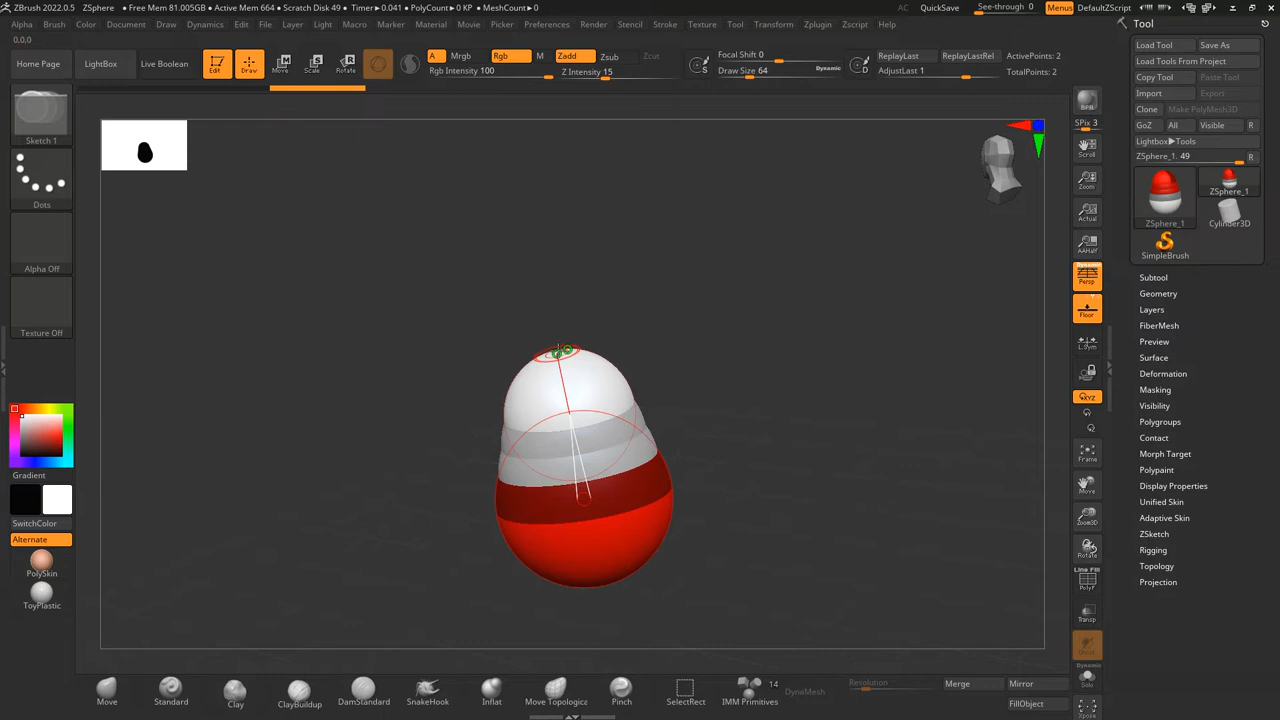 ZBrush 2022.0.5 ZSphere • Free Mem 81.005GB • Active Mem 664 • Scratch Disk 49 • Timer▶0.041 • PolyCount▶0 KP • MeshCount▶0 AC QuickSave See-through 0 Menus DefaultZScript
Alpha Brush Color Document Draw Dynamics Edit File Layer Light Macro Marker Material Movie Picker Preferences Render Stencil Stroke Texture Tool Transform Zplugin Zscript Help
0,0,0
Home Page LightBox Live Boolean Edit Draw Move Scale Rotate
A Mrgb Rgb M Zadd Zsub Zcut
Rgb Intensity 100 Z Intensity 15
Focal Shift 0
Draw Size 64 Dynamic
S D
ReplayLast ReplayLastRel
AdjustLast 1
ActivePoints: 2
TotalPoints: 2
Sketch 1
Dots
Alpha Off
Texture Off
Gradient
SwitchColor
Alternate
PolySkin
ToyPlastic
BPR
SPix 3
Scroll
Zoom
Actual
AAHalf
Dynamic
Persp
Floor
L.Sym
XYZ
Frame
Move
Zoom3D
Rotate
Line Fill
PolyF
Transp
Ghost
Dynamic
Solo
Xpose
Tool
Load Tool Save As
Load Tools From Project
Copy Tool Paste Tool
Import Export
Clone Make PolyMesh3D
GoZ All Visible R
Lightbox▶Tools
ZSphere_1. 49 R
ZSphere_1 ZSphere_1
Cylinder3D
SimpleBrush
Subtool
Geometry
Layers
FiberMesh
Preview
Surface
Deformation
Masking
Visibility
Polygroups
Contact
Morph Target
Polypaint
Display Properties
Unified Skin
Adaptive Skin
ZSketch
Rigging
Topology
Projection
Move Standard Clay ClayBuildup DamStandard SnakeHook Inflat Move Topologica Pinch SelectRect IMM Primitives 14
DynaMesh
Resolution
Merge Mirror
FillObject